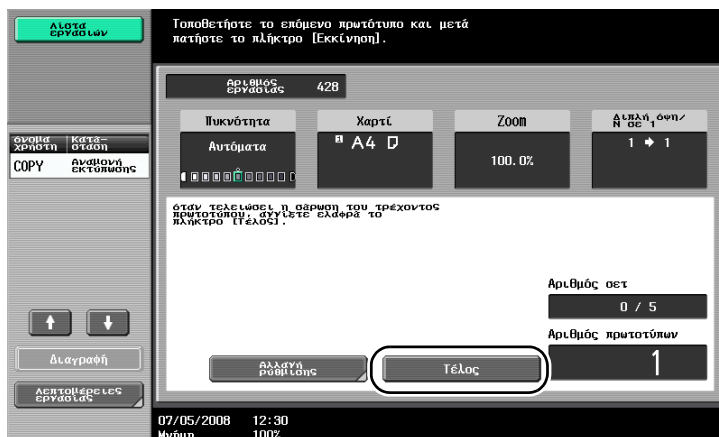 Λίστα
εργασιών
Τοποθετήστε το επόμενο πρωτότυπο και μετά
πατήστε το πλήκτρο [Εκκίνηση].
Αριθμός
εργασίας 428
Πυκνότητα
Χαρτί
Zoom
Διπλή όψη/
N σε 1
Αυτόματα
1 A4
100.0%
1 → 1
όνομα
χρήστη
Κατά-
σταση
COPY
Αναμονή
εκτύπωσης
όταν τελειώσει η σάρωση του τρέχοντος
πρωτοτύπου, αγγίξτε ελαφρά το
πλήκτρο [Τέλος].
Αριθμός σετ
0 / 5
Αριθμός πρωτοτύπων
1
Αλλαγή
ρύθμισης
Τέλος
Διαγραφή
Λεπτομέρειες
εργασίας
07/05/2008 12:30
Μνήμη 100%